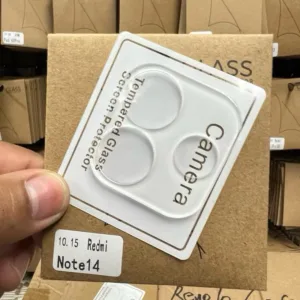 Camera
Tempered Glass
Screen Protector
GLASS
10.15 Redmi
Note14